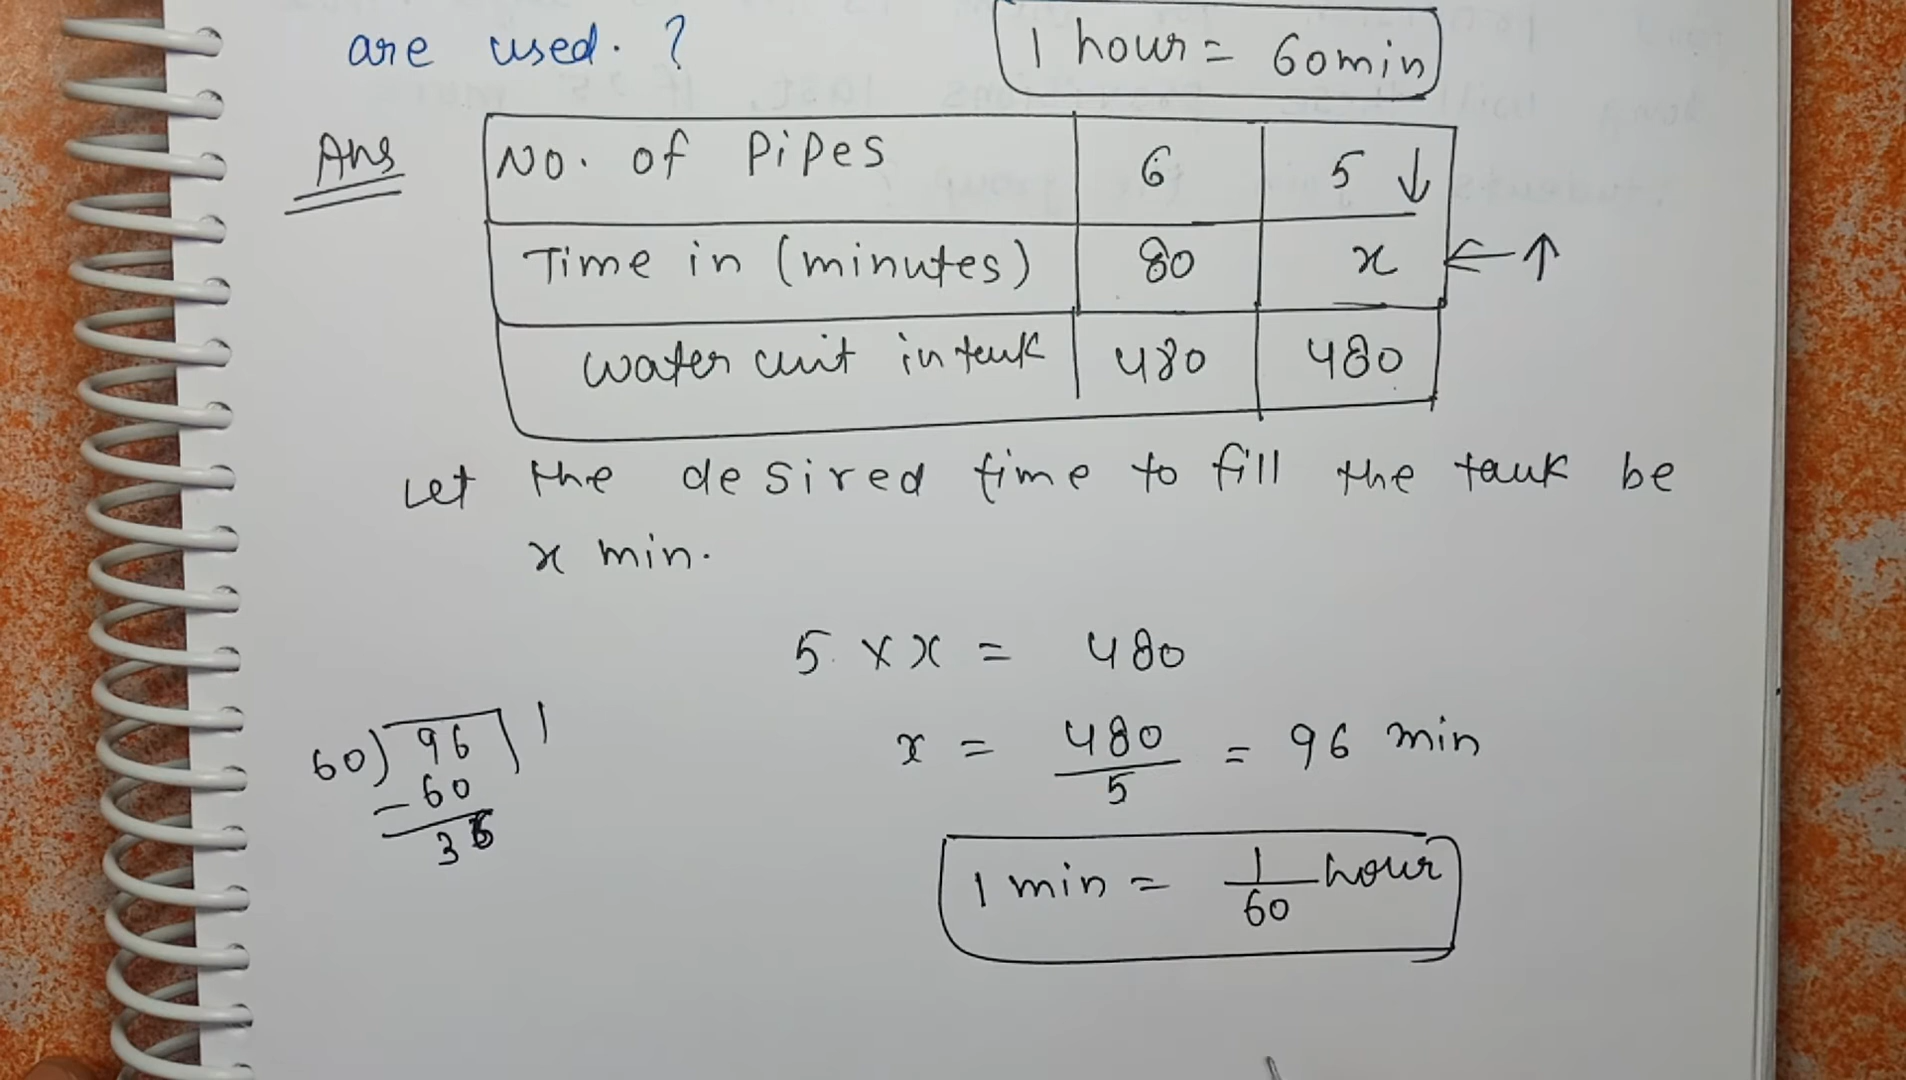 are used. ?
1 hour = 60 min
Ans
No. of Pipes 6 5 ↓
Time in (minutes) 80 x ← ↑
water unit in tank 480 480
Let the desired time to fill the tank be
x min.
5 × x = 480
x = 480/5 = 96 min
60) 96 ) 1
- 60
36
1 min = 1/60 hour